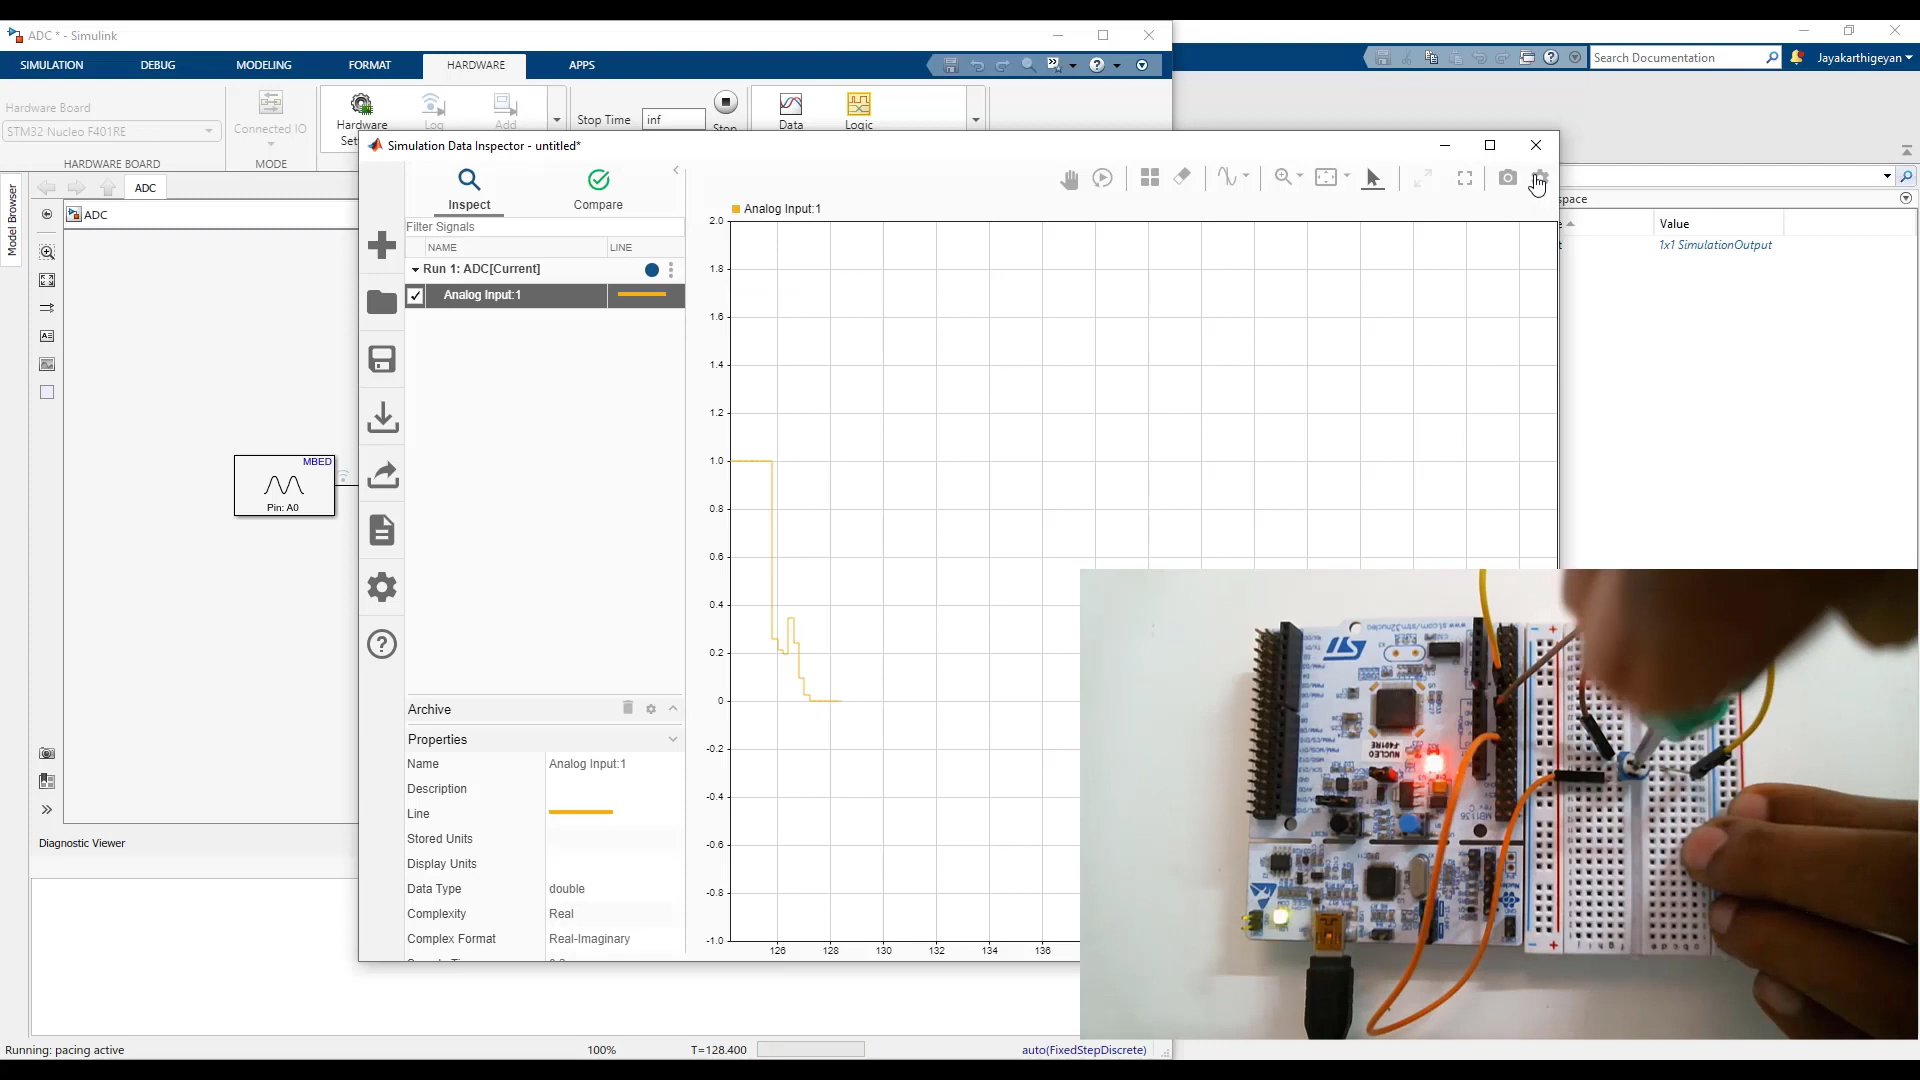 ADC * - Simulink
SIMULATION
DEBUG
MODELING
FORMAT
HARDWARE
APPS
Search Documentation
Jayakarthigeyan
Hardware Board
STM32 Nucleo F401RE
HARDWARE BOARD
Connected IO
MODE
Hardware
Log
Add
Stop Time
inf
Stop
Data
Logic
Simulation Data Inspector - untitled*
Model Browser
ADC
ADC
Inspect
Compare
Filter Signals
NAME
LINE
Run 1: ADC[Current]
Analog Input:1
Analog Input:1
2.0
1.8
1.6
1.4
1.2
1.0
0.8
0.6
0.4
0.2
0
-0.2
-0.4
-0.6
-0.8
-1.0
126
128
130
132
134
136
Value
1x1 SimulationOutput
MBED
Pin: A0
Archive
Properties
Name
Analog Input:1
Description
Line
Stored Units
Display Units
Data Type
double
Complexity
Real
Complex Format
Real-Imaginary
Diagnostic Viewer
Running: pacing active
100%
T=128.400
auto(FixedStepDiscrete)
NUCLEO
F401RE